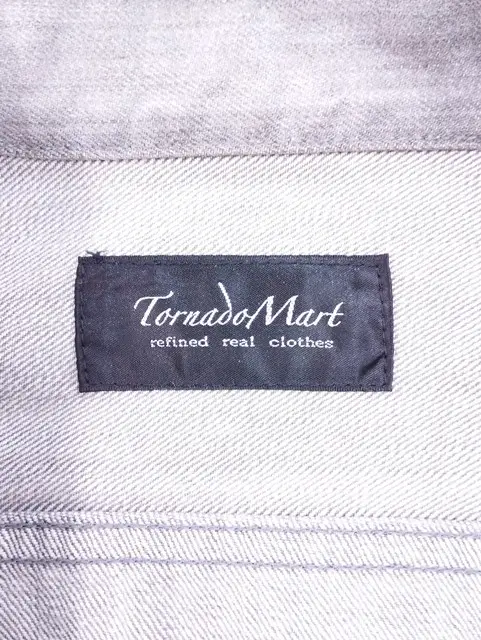 TornadoMart
refined real clothes